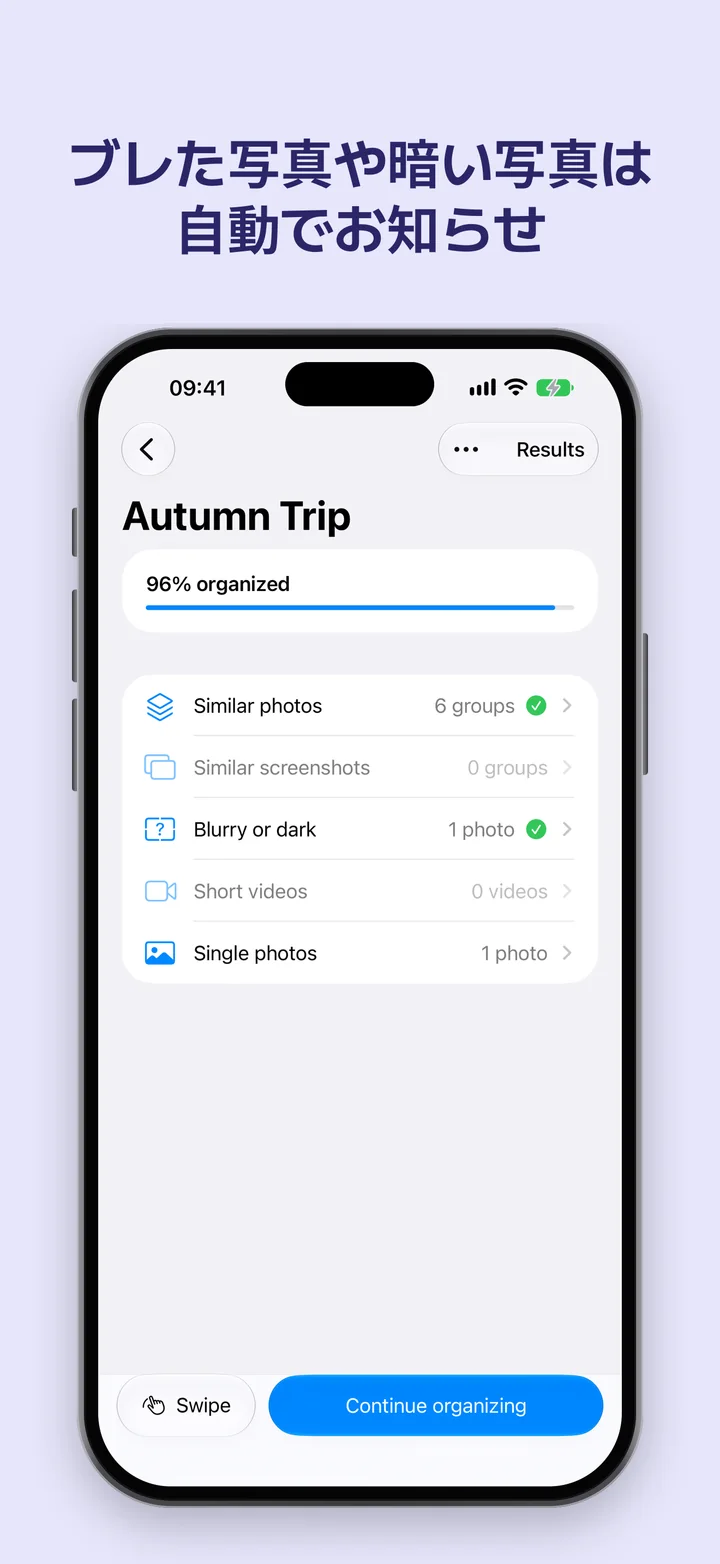 ブレた写真や暗い写真は
自動でお知らせ
09:41
Results
Autumn Trip
96% organized
Similar photos 6 groups
Similar screenshots 0 groups
Blurry or dark 1 photo
Short videos 0 videos
Single photos 1 photo
Swipe Continue organizing